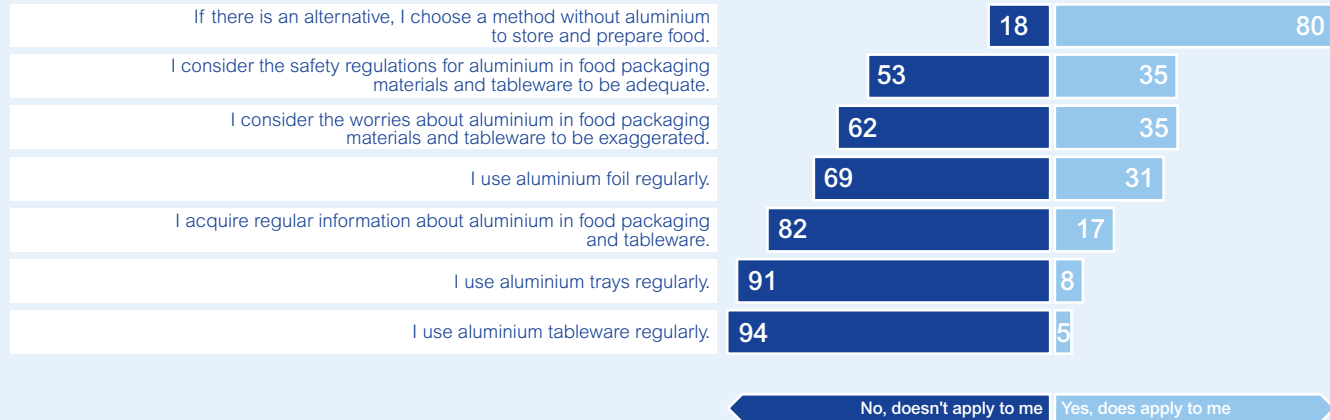 If there is an alternative, I choose a method without aluminium
to store and prepare food.
18
80
I consider the safety regulations for aluminium in food packaging
materials and tableware to be adequate.
53
35
I consider the worries about aluminium in food packaging
materials and tableware to be exaggerated.
62
35
I use aluminium foil regularly.
69
31
I acquire regular information about aluminium in food packaging
and tableware.
82
17
I use aluminium trays regularly.
91
8
I use aluminium tableware regularly.
94
5
No, doesn't apply to me
Yes, does apply to me